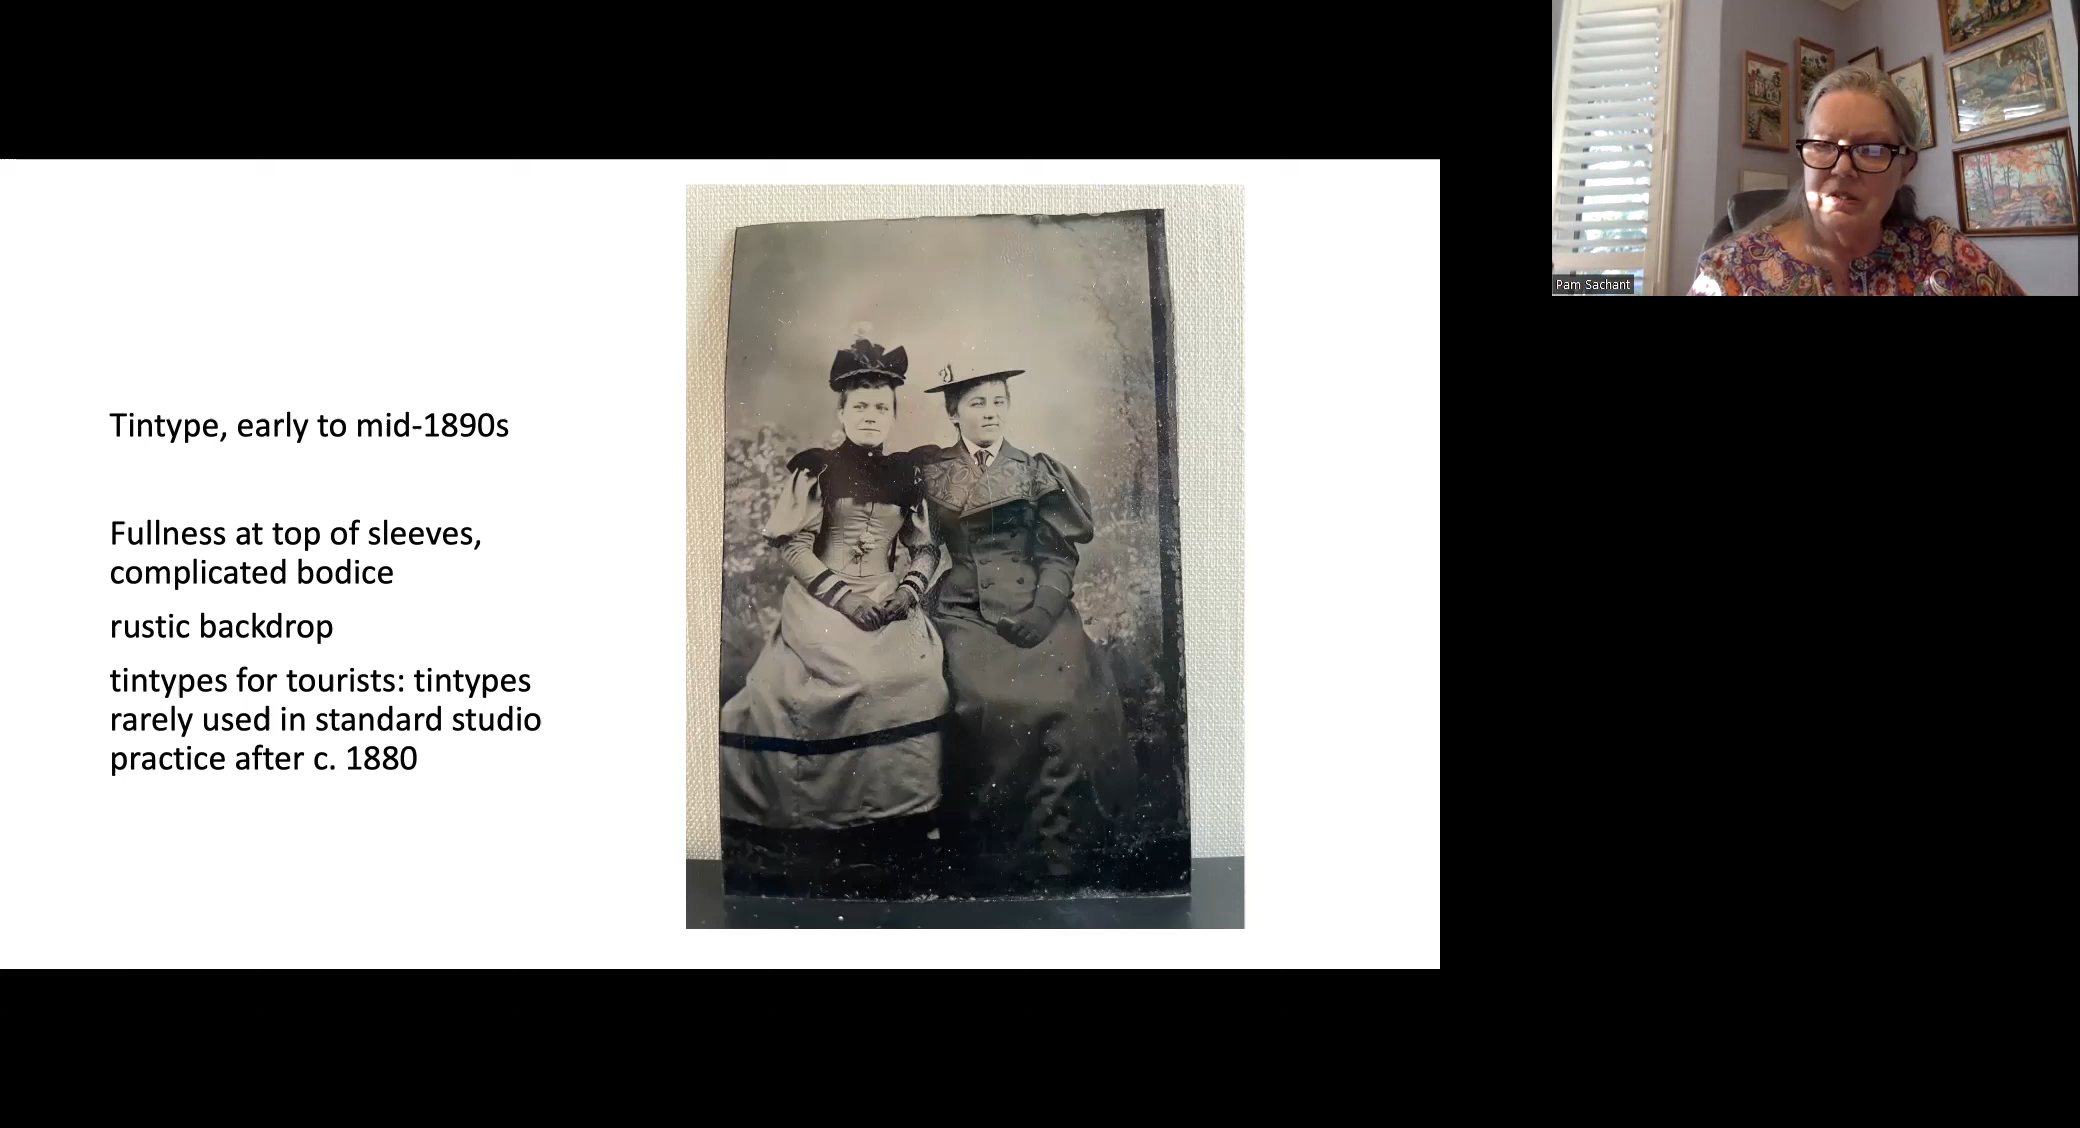 Pam Sachant
Tintype, early to mid-1890s
Fullness at top of sleeves,
complicated bodice
rustic backdrop
tintypes for tourists: tintypes
rarely used in standard studio
practice after c. 1880